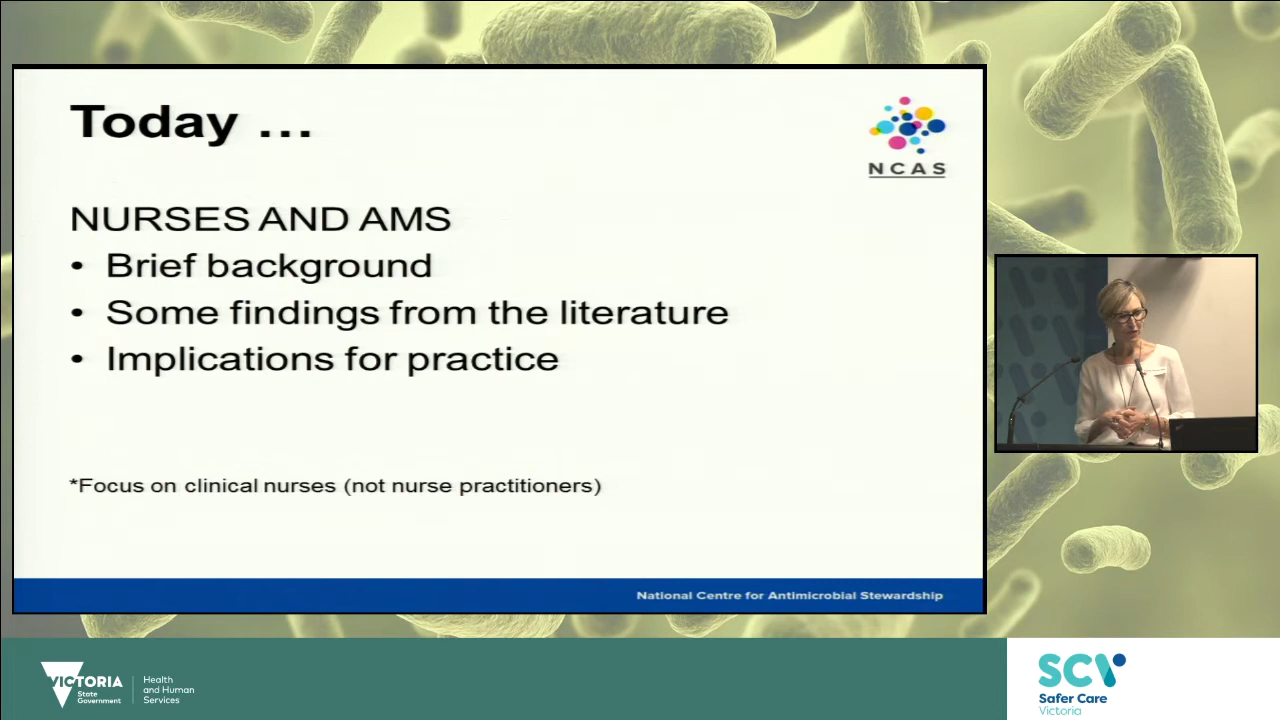 Today ...
NCAS
NURSES AND AMS
• Brief background
• Some findings from the literature
• Implications for practice
*Focus on clinical nurses (not nurse practitioners)
National Centre for Antimicrobial Stewardship
VICTORIA
State
Government
Health
and Human
Services
SCV
Safer Care
Victoria